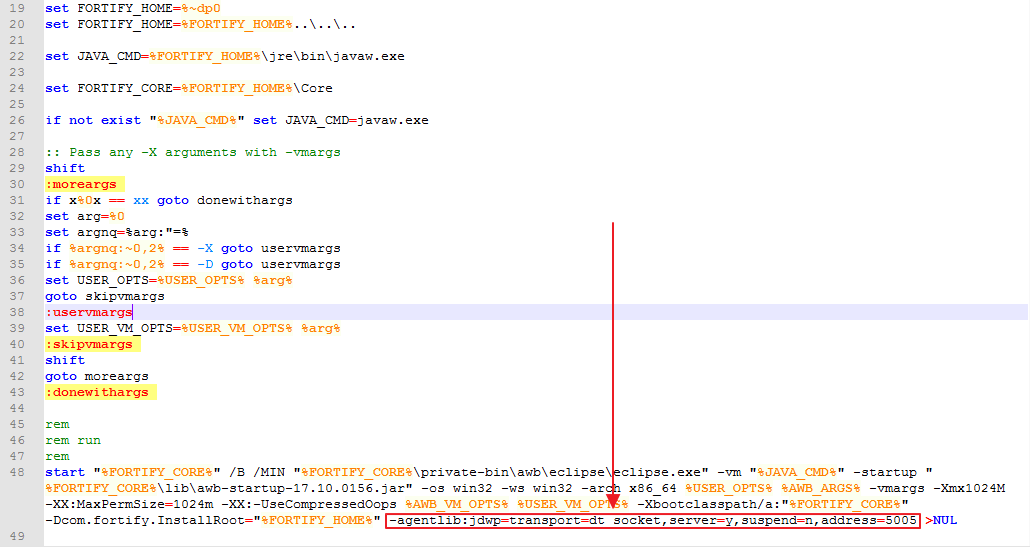 19 set FORTIFY_HOME=%~dp0
20 set FORTIFY_HOME=%FORTIFY_HOME%..\..\..
21
22 set JAVA_CMD=%FORTIFY_HOME%\jre\bin\javaw.exe
23
24 set FORTIFY_CORE=%FORTIFY_HOME%\Core
25
26 if not exist "%JAVA_CMD%" set JAVA_CMD=javaw.exe
27
28 :: Pass any -X arguments with -vmargs
29 shift
30 :moreargs
31 if x%0x == xx goto donewithargs
32 set arg=%0
33 set argnq=%arg:"=%
34 if %argnq:~0,2% == -X goto uservmargs
35 if %argnq:~0,2% == -D goto uservmargs
36 set USER_OPTS=%USER_OPTS% %arg%
37 goto skipvmargs
38 :uservmargs
39 set USER_VM_OPTS=%USER_VM_OPTS% %arg%
40 :skipvmargs
41 shift
42 goto moreargs
43 :donewithargs
44
45 rem
46 rem run
47 rem
48 start "%FORTIFY_CORE%" /B /MIN "%FORTIFY_CORE%\private-bin\awb\eclipse\eclipse.exe" -vm "%JAVA_CMD%" -startup "
%FORTIFY_CORE%\lib\awb-startup-17.10.0156.jar" -os win32 -ws win32 -arch x86_64 %USER_OPTS% %AWB_ARGS% -vmargs -Xmx1024M
-XX:MaxPermSize=1024m -XX:-UseCompressedOops %AWB_VM_OPTS% %USER_VM_OPTS% -Xbootclasspath/a:"%FORTIFY_CORE%"
-Dcom.fortify.InstallRoot="%FORTIFY_HOME%" -agentlib:jdwp=transport=dt_socket,server=y,suspend=n,address=5005 >NUL
49